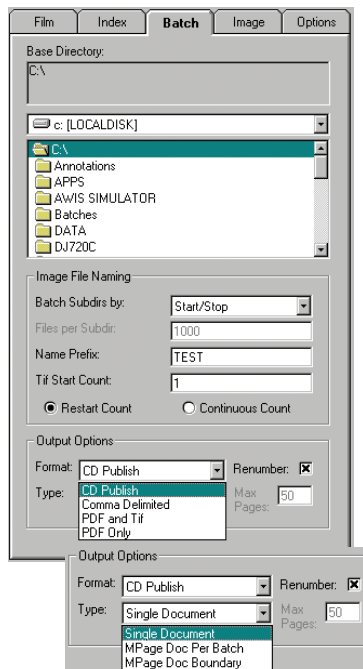 Film Index Batch Image Options
Base Directory:
C:\
c: [LOCALDISK]
C:\
Annotations
APPS
AWIS SIMULATOR
Batches
DATA
DJ720C
Image File Naming
Batch Subdirs by: Start/Stop
Files per Subdir: 1000
Name Prefix: TEST
Tif Start Count: 1
Restart Count Continuous Count
Output Options
Format: CD Publish Renumber:
Type: CD Publish Max Pages: 50
Comma Delimited
PDF and Tif
PDF Only
Output Options
Format: CD Publish Renumber:
Type: Single Document Max Pages: 50
Single Document
MPage Doc Per Batch
MPage Doc Boundary